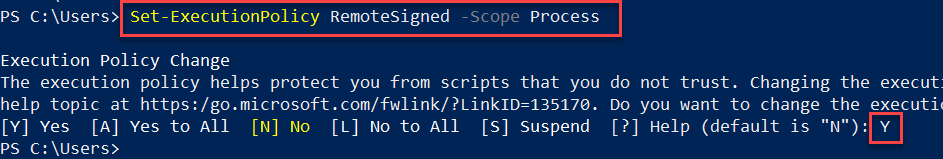 PS C:\Users> Set-ExecutionPolicy RemoteSigned -Scope Process
Execution Policy Change
The execution policy helps protect you from scripts that you do not trust. Changing the executi
help topic at https:/go.microsoft.com/fwlink/?LinkID=135170. Do you want to change the executio
[Y] Yes  [A] Yes to All  [N] No  [L] No to All  [S] Suspend  [?] Help (default is "N"): Y
PS C:\Users>